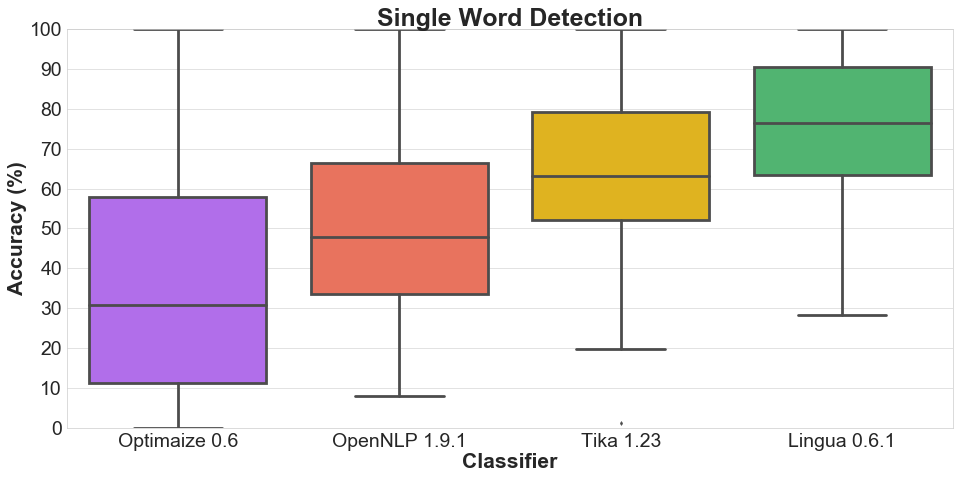 Single Word Detection
100
90
80
70
60
50
40
30
20
10
0
Accuracy (%)
Optimaize 0.6 OpenNLP 1.9.1 Tika 1.23 Lingua 0.6.1
Classifier